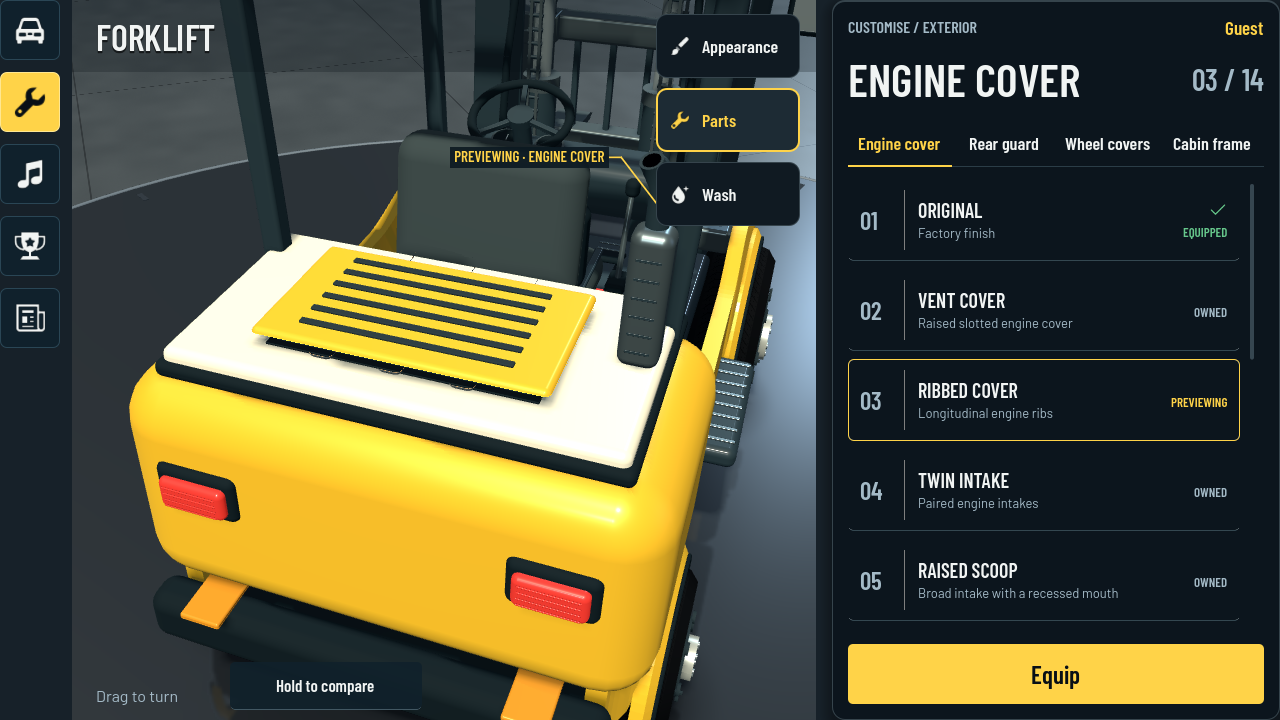 FORKLIFT
Appearance
Parts
Wash
PREVIEWING · ENGINE COVER
Drag to turn
Hold to compare
CUSTOMISE / EXTERIOR
Guest
ENGINE COVER
03 / 14
Engine cover
Rear guard
Wheel covers
Cabin frame
01
ORIGINAL
Factory finish
EQUIPPED
02
VENT COVER
Raised slotted engine cover
OWNED
03
RIBBED COVER
Longitudinal engine ribs
PREVIEWING
04
TWIN INTAKE
Paired engine intakes
OWNED
05
RAISED SCOOP
Broad intake with a recessed mouth
OWNED
Equip